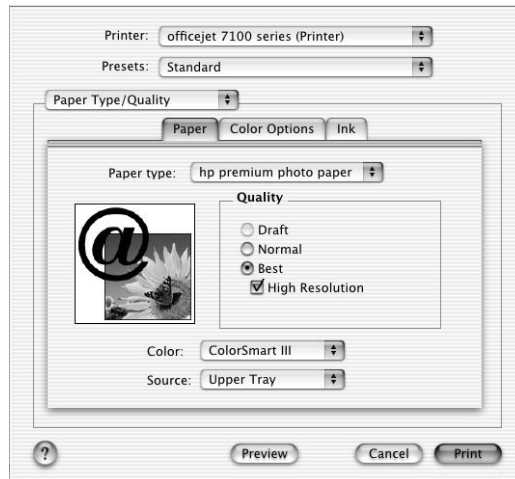 Printer: officejet 7100 series (Printer)
Presets: Standard
Paper Type/Quality
Paper Color Options Ink
Paper type: hp premium photo paper
Quality
@
Draft
Normal
Best
High Resolution
Color: ColorSmart III
Source: Upper Tray
? Preview Cancel Print